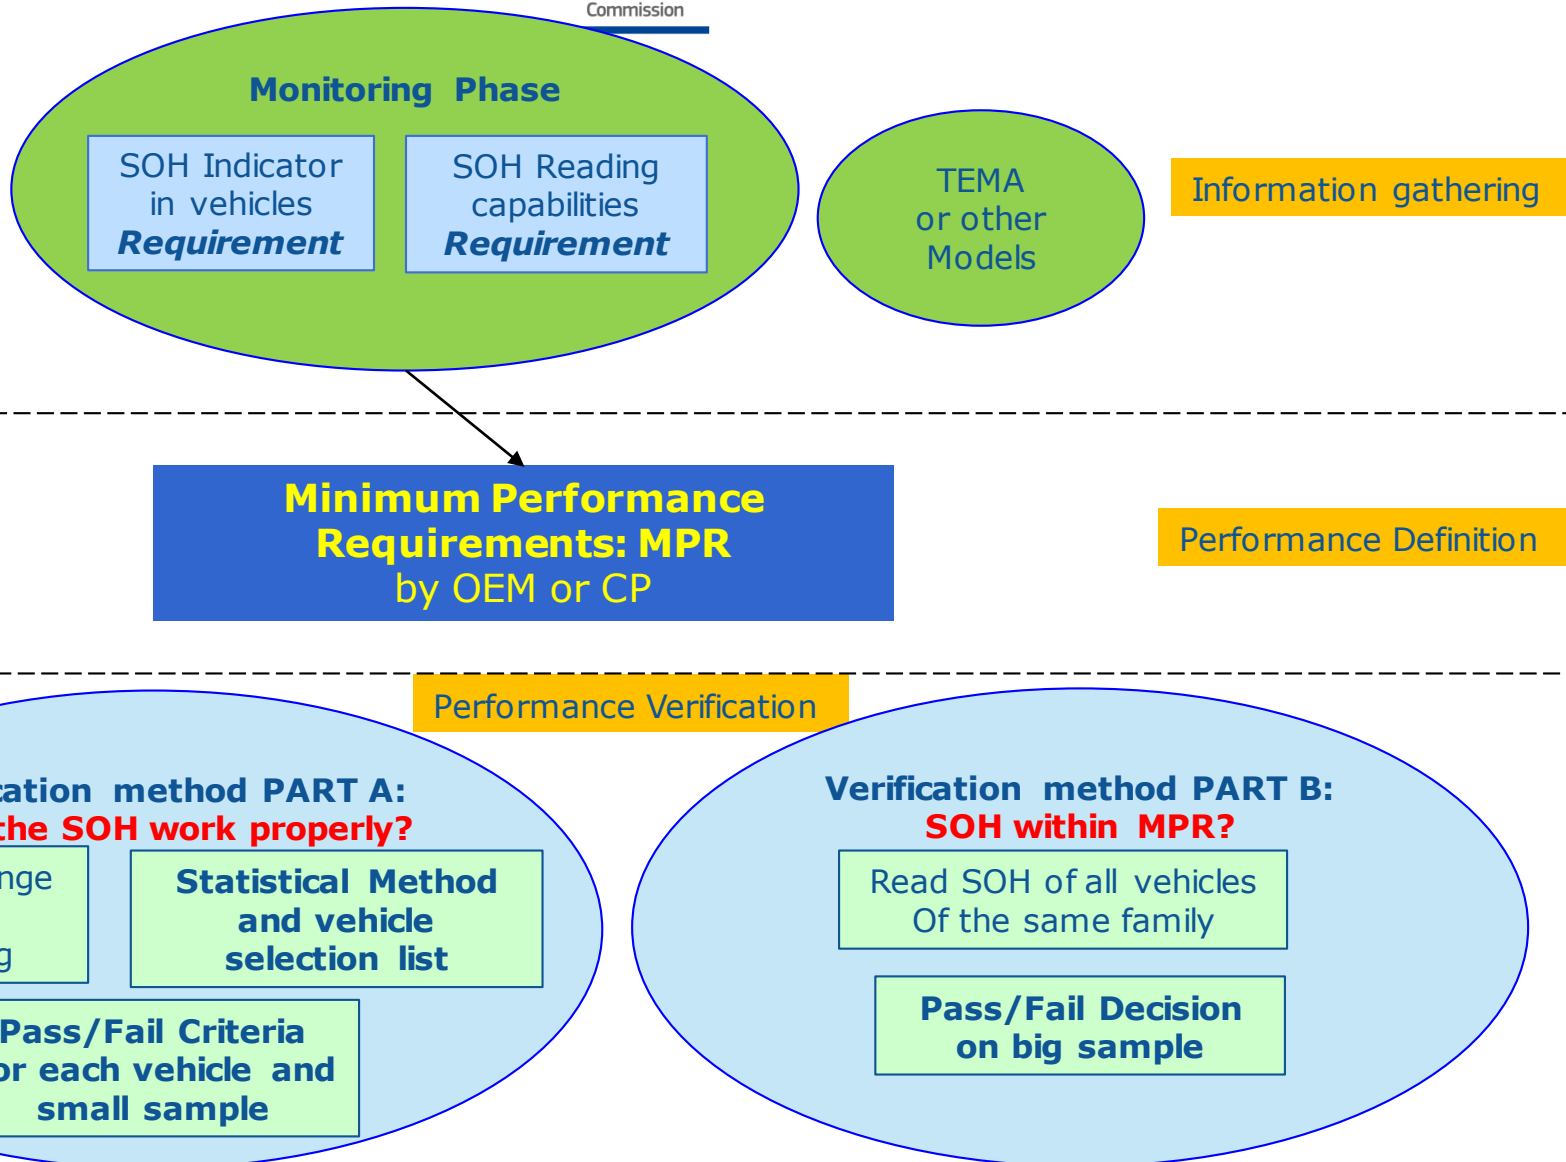 Commission
Monitoring Phase
SOH Indicator
in vehicles
Requirement
SOH Reading
capabilities
Requirement
TEMA
or other
Models
Information gathering
Minimum Performance
Requirements: MPR
by OEM or CP
Performance Definition
Performance Verification
method PART A:
the SOH work properly?
Statistical Method
and vehicle
selection list
Pass/Fail Criteria
each vehicle and
small sample
Verification method PART B:
SOH within MPR?
Read SOH of all vehicles
Of the same family
Pass/Fail Decision
on big sample